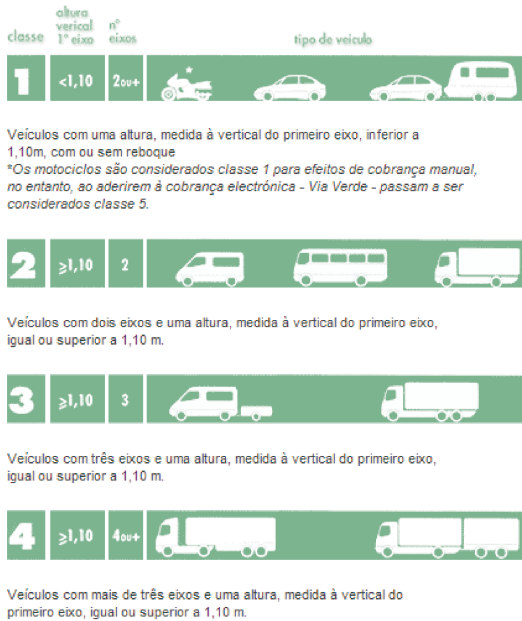 classe altura verical 1º eixo nº eixos tipo de veiculo
1 <1,10 2ou+ *
Veículos com uma altura, medida à vertical do primeiro eixo, inferior a
1,10m, com ou sem reboque
*Os motociclos são considerados classe 1 para efeitos de cobrança manual,
no entanto, ao aderirem à cobrança electrónica - Via Verde - passam a ser
considerados classe 5.
2 ⩾1,10 2
Veículos com dois eixos e uma altura, medida à vertical do primeiro eixo,
igual ou superior a 1,10 m.
3 ⩾1,10 3
Veículos com três eixos e uma altura, medida à vertical do primeiro eixo,
igual ou superior a 1,10 m.
4 ⩾1,10 4ou+
Veículos com mais de três eixos e uma altura, medida à vertical do
primeiro eixo, igual ou superior a 1,10 m.